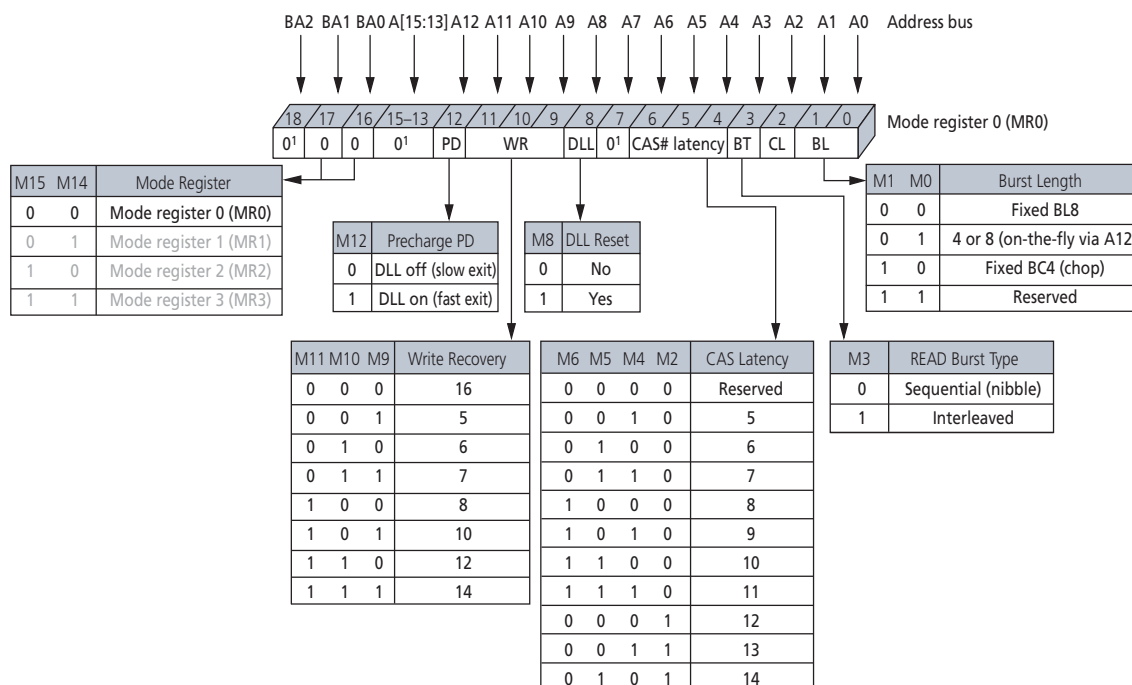 BA2 BA1 BA0 A[15:13] A12 A11 A10 A9 A8 A7 A6 A5 A4 A3 A2 A1 A0 Address bus
18 17 16 15–13 12 11 10 9 8 7 6 5 4 3 2 1 0 Mode register 0 (MR0)
0¹ 0 0 0¹ PD WR DLL 0¹ CAS# latency BT CL BL
M15 M14 Mode Register
0 0 Mode register 0 (MR0)
0 1 Mode register 1 (MR1)
1 0 Mode register 2 (MR2)
1 1 Mode register 3 (MR3)
M12 Precharge PD
0 DLL off (slow exit)
1 DLL on (fast exit)
M8 DLL Reset
0 No
1 Yes
M1 M0 Burst Length
0 0 Fixed BL8
0 1 4 or 8 (on-the-fly via A12
1 0 Fixed BC4 (chop)
1 1 Reserved
M11 M10 M9 Write Recovery
0 0 0 16
0 0 1 5
0 1 0 6
0 1 1 7
1 0 0 8
1 0 1 10
1 1 0 12
1 1 1 14
M6 M5 M4 M2 CAS Latency
0 0 0 0 Reserved
0 0 1 0 5
0 1 0 0 6
0 1 1 0 7
1 0 0 0 8
1 0 1 0 9
1 1 0 0 10
1 1 1 0 11
0 0 0 1 12
0 0 1 1 13
0 1 0 1 14
M3 READ Burst Type
0 Sequential (nibble)
1 Interleaved